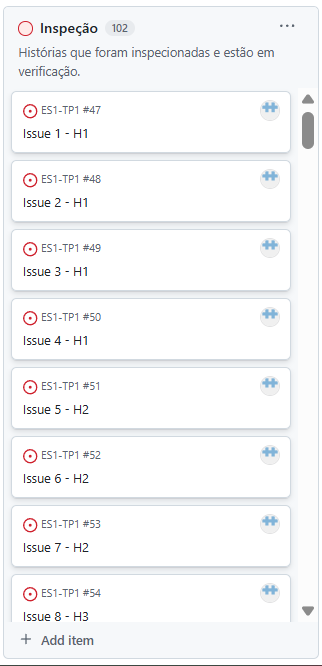 Inspeção 102
Histórias que foram inspecionadas e estão em
verificação.
ES1-TP1 #47
Issue 1 - H1
ES1-TP1 #48
Issue 2 - H1
ES1-TP1 #49
Issue 3 - H1
ES1-TP1 #50
Issue 4 - H1
ES1-TP1 #51
Issue 5 - H2
ES1-TP1 #52
Issue 6 - H2
ES1-TP1 #53
Issue 7 - H2
ES1-TP1 #54
Issue 8 - H3
+ Add item